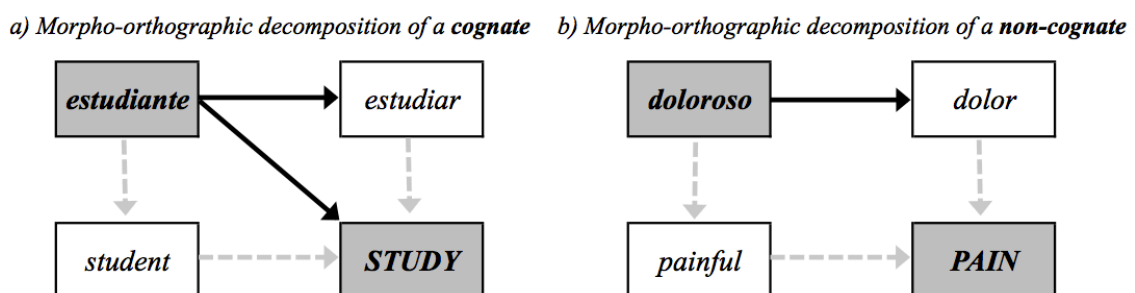 a) Morpho-orthographic decomposition of a cognate
b) Morpho-orthographic decomposition of a non-cognate
estudiante
estudiar
student
STUDY
doloroso
dolor
painful
PAIN